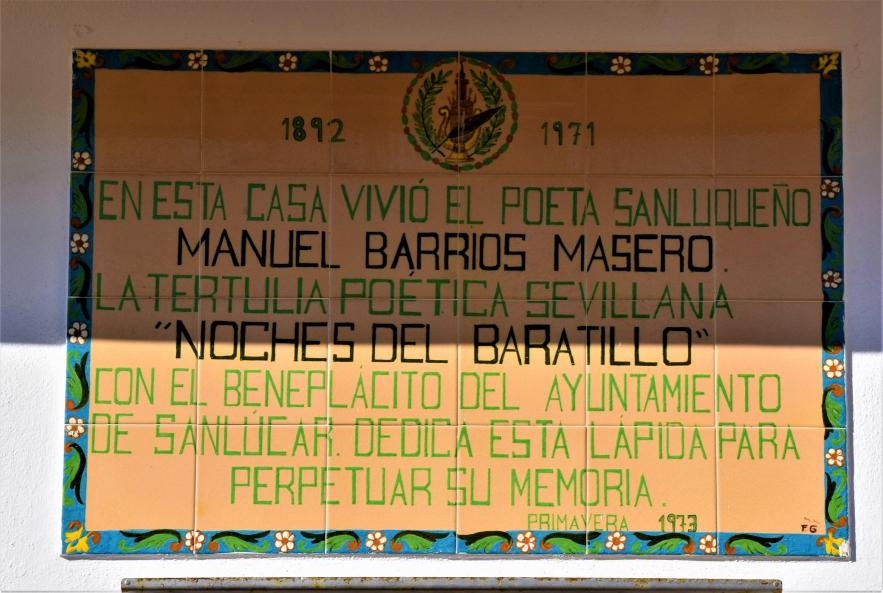 1892 1971
EN ESTA CASA VIVIÓ EL POETA SANLUQUEÑO
MANUEL BARRIOS MASERO.
LA TERTULIA POÉTICA SEVILLANA
"NOCHES DEL BARATILLO"
CON EL BENEPLÁCITO DEL AYUNTAMIENTO
DE SANLÚCAR. DEDICA ESTA LÁPIDA PARA
PERPETUAR SU MEMORIA.
PRIMAVERA 1973
FG